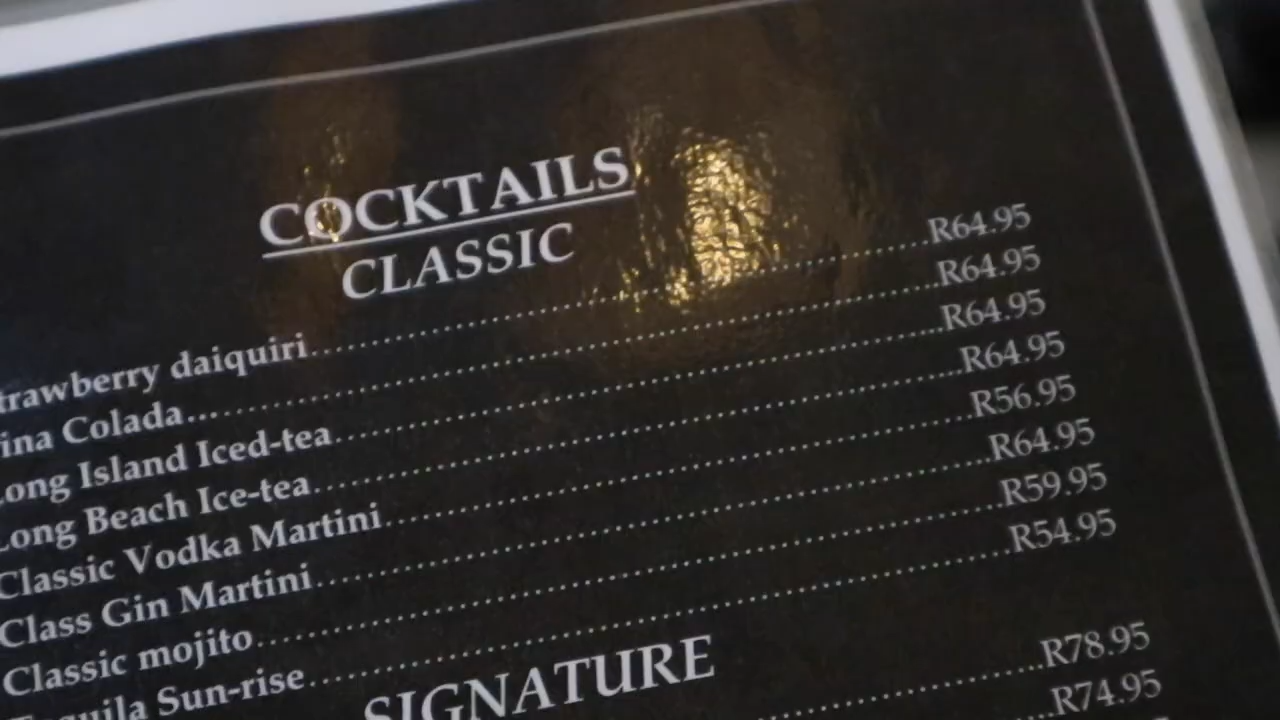 COCKTAILS
CLASSIC
trawberry daiquiri..........R64.95
ina Colada..........R64.95
Long Island Iced-tea..........R64.95
Long Beach Ice-tea..........R64.95
Classic Vodka Martini..........R56.95
Class Gin Martini..........R64.95
Classic mojito..........R59.95
Tequila Sun-rise..........R54.95
SIGNATURE
R78.95
R74.95